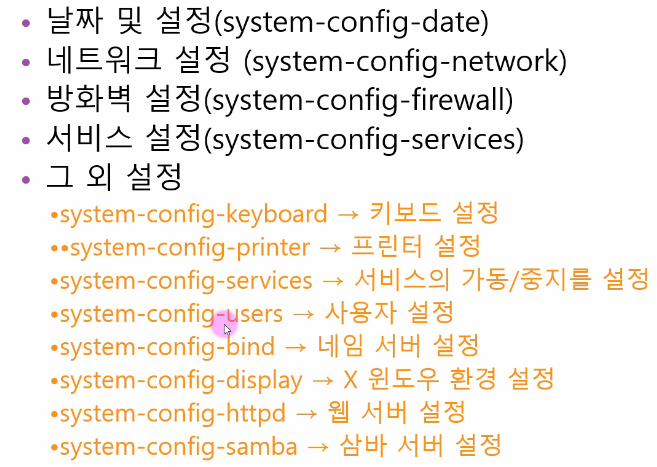 • 날짜 및 설정(system-config-date)
• 네트워크 설정 (system-config-network)
• 방화벽 설정(system-config-firewall)
• 서비스 설정(system-config-services)
• 그 외 설정
•system-config-keyboard → 키보드 설정
••system-config-printer → 프린터 설정
•system-config-services → 서비스의 가동/중지를 설정
•system-config-users → 사용자 설정
•system-config-bind → 네임 서버 설정
•system-config-display → X 윈도우 환경 설정
•system-config-httpd → 웹 서버 설정
•system-config-samba → 삼바 서버 설정